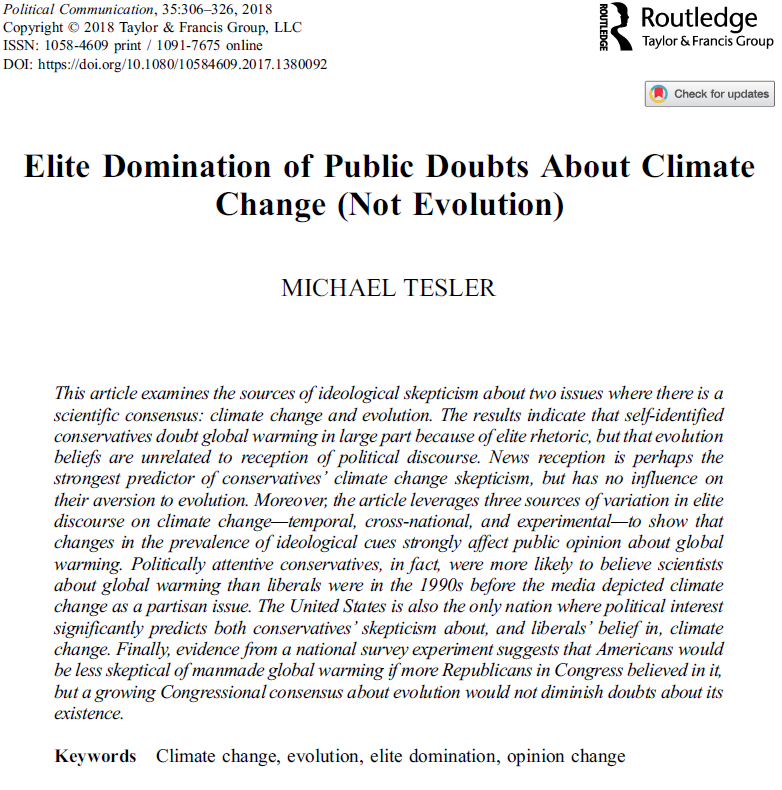 Political Communication, 35:306–326, 2018
Copyright © 2018 Taylor & Francis Group, LLC
ISSN: 1058-4609 print / 1091-7675 online
DOI: https://doi.org/10.1080/10584609.2017.1380092
ROUTLEDGE
Routledge
Taylor & Francis Group
Check for updates
Elite Domination of Public Doubts About Climate
Change (Not Evolution)
MICHAEL TESLER
This article examines the sources of ideological skepticism about two issues where there is a
scientific consensus: climate change and evolution. The results indicate that self-identified
conservatives doubt global warming in large part because of elite rhetoric, but that evolution
beliefs are unrelated to reception of political discourse. News reception is perhaps the
strongest predictor of conservatives’ climate change skepticism, but has no influence on
their aversion to evolution. Moreover, the article leverages three sources of variation in elite
discourse on climate change—temporal, cross-national, and experimental—to show that
changes in the prevalence of ideological cues strongly affect public opinion about global
warming. Politically attentive conservatives, in fact, were more likely to believe scientists
about global warming than liberals were in the 1990s before the media depicted climate
change as a partisan issue. The United States is also the only nation where political interest
significantly predicts both conservatives’ skepticism about, and liberals’ belief in, climate
change. Finally, evidence from a national survey experiment suggests that Americans would
be less skeptical of manmade global warming if more Republicans in Congress believed in it,
but a growing Congressional consensus about evolution would not diminish doubts about its
existence.
Keywords Climate change, evolution, elite domination, opinion change